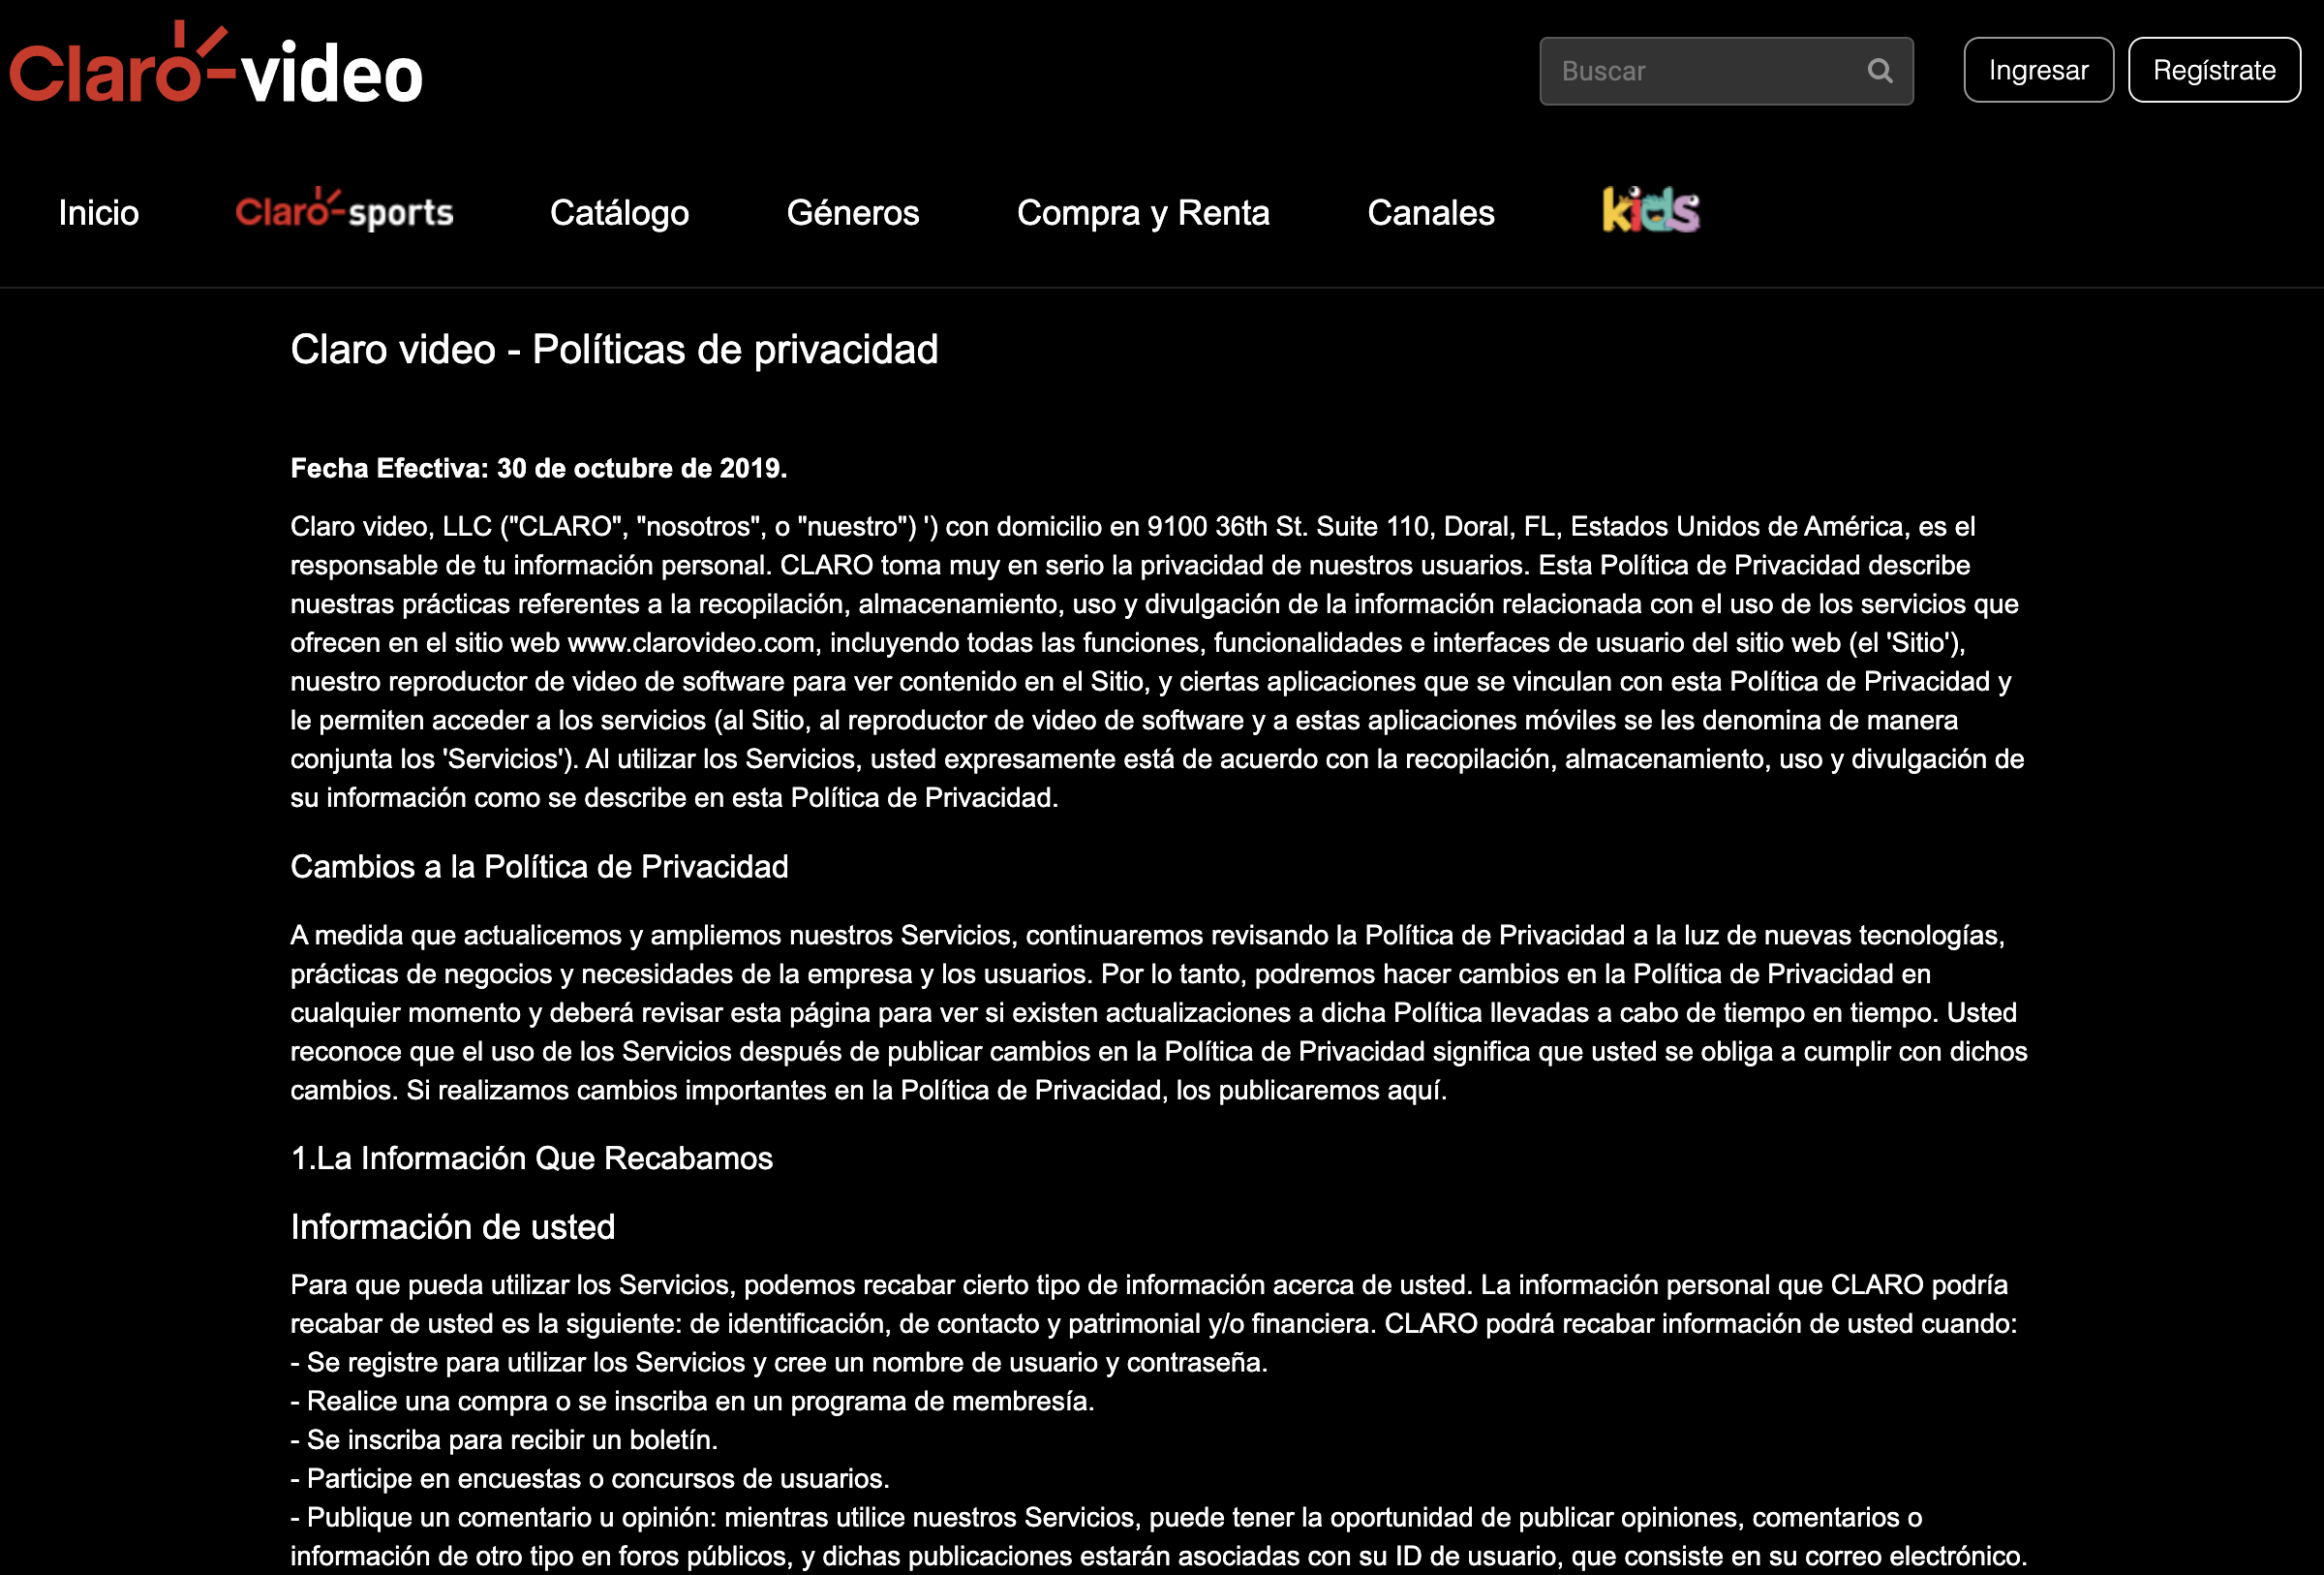 Claro-video
Buscar
Ingresar
Regístrate
Inicio
Claro-sports
Catálogo
Géneros
Compra y Renta
Canales
kids
Claro video - Políticas de privacidad
Fecha Efectiva: 30 de octubre de 2019.
Claro video, LLC ("CLARO", "nosotros", o "nuestro") ') con domicilio en 9100 36th St. Suite 110, Doral, FL, Estados Unidos de América, es el
responsable de tu información personal. CLARO toma muy en serio la privacidad de nuestros usuarios. Esta Política de Privacidad describe
nuestras prácticas referentes a la recopilación, almacenamiento, uso y divulgación de la información relacionada con el uso de los servicios que
ofrecen en el sitio web www.clarovideo.com, incluyendo todas las funciones, funcionalidades e interfaces de usuario del sitio web (el 'Sitio'),
nuestro reproductor de video de software para ver contenido en el Sitio, y ciertas aplicaciones que se vinculan con esta Política de Privacidad y
le permiten acceder a los servicios (al Sitio, al reproductor de video de software y a estas aplicaciones móviles se les denomina de manera
conjunta los 'Servicios'). Al utilizar los Servicios, usted expresamente está de acuerdo con la recopilación, almacenamiento, uso y divulgación de
su información como se describe en esta Política de Privacidad.
Cambios a la Política de Privacidad
A medida que actualicemos y ampliemos nuestros Servicios, continuaremos revisando la Política de Privacidad a la luz de nuevas tecnologías,
prácticas de negocios y necesidades de la empresa y los usuarios. Por lo tanto, podremos hacer cambios en la Política de Privacidad en
cualquier momento y deberá revisar esta página para ver si existen actualizaciones a dicha Política llevadas a cabo de tiempo en tiempo. Usted
reconoce que el uso de los Servicios después de publicar cambios en la Política de Privacidad significa que usted se obliga a cumplir con dichos
cambios. Si realizamos cambios importantes en la Política de Privacidad, los publicaremos aquí.
1.La Información Que Recabamos
Información de usted
Para que pueda utilizar los Servicios, podemos recabar cierto tipo de información acerca de usted. La información personal que CLARO podría
recabar de usted es la siguiente: de identificación, de contacto y patrimonial y/o financiera. CLARO podrá recabar información de usted cuando:
- Se registre para utilizar los Servicios y cree un nombre de usuario y contraseña.
- Realice una compra o se inscriba en un programa de membresía.
- Se inscriba para recibir un boletín.
- Participe en encuestas o concursos de usuarios.
- Publique un comentario u opinión: mientras utilice nuestros Servicios, puede tener la oportunidad de publicar opiniones, comentarios o
información de otro tipo en foros públicos, y dichas publicaciones estarán asociadas con su ID de usuario, que consiste en su correo electrónico.